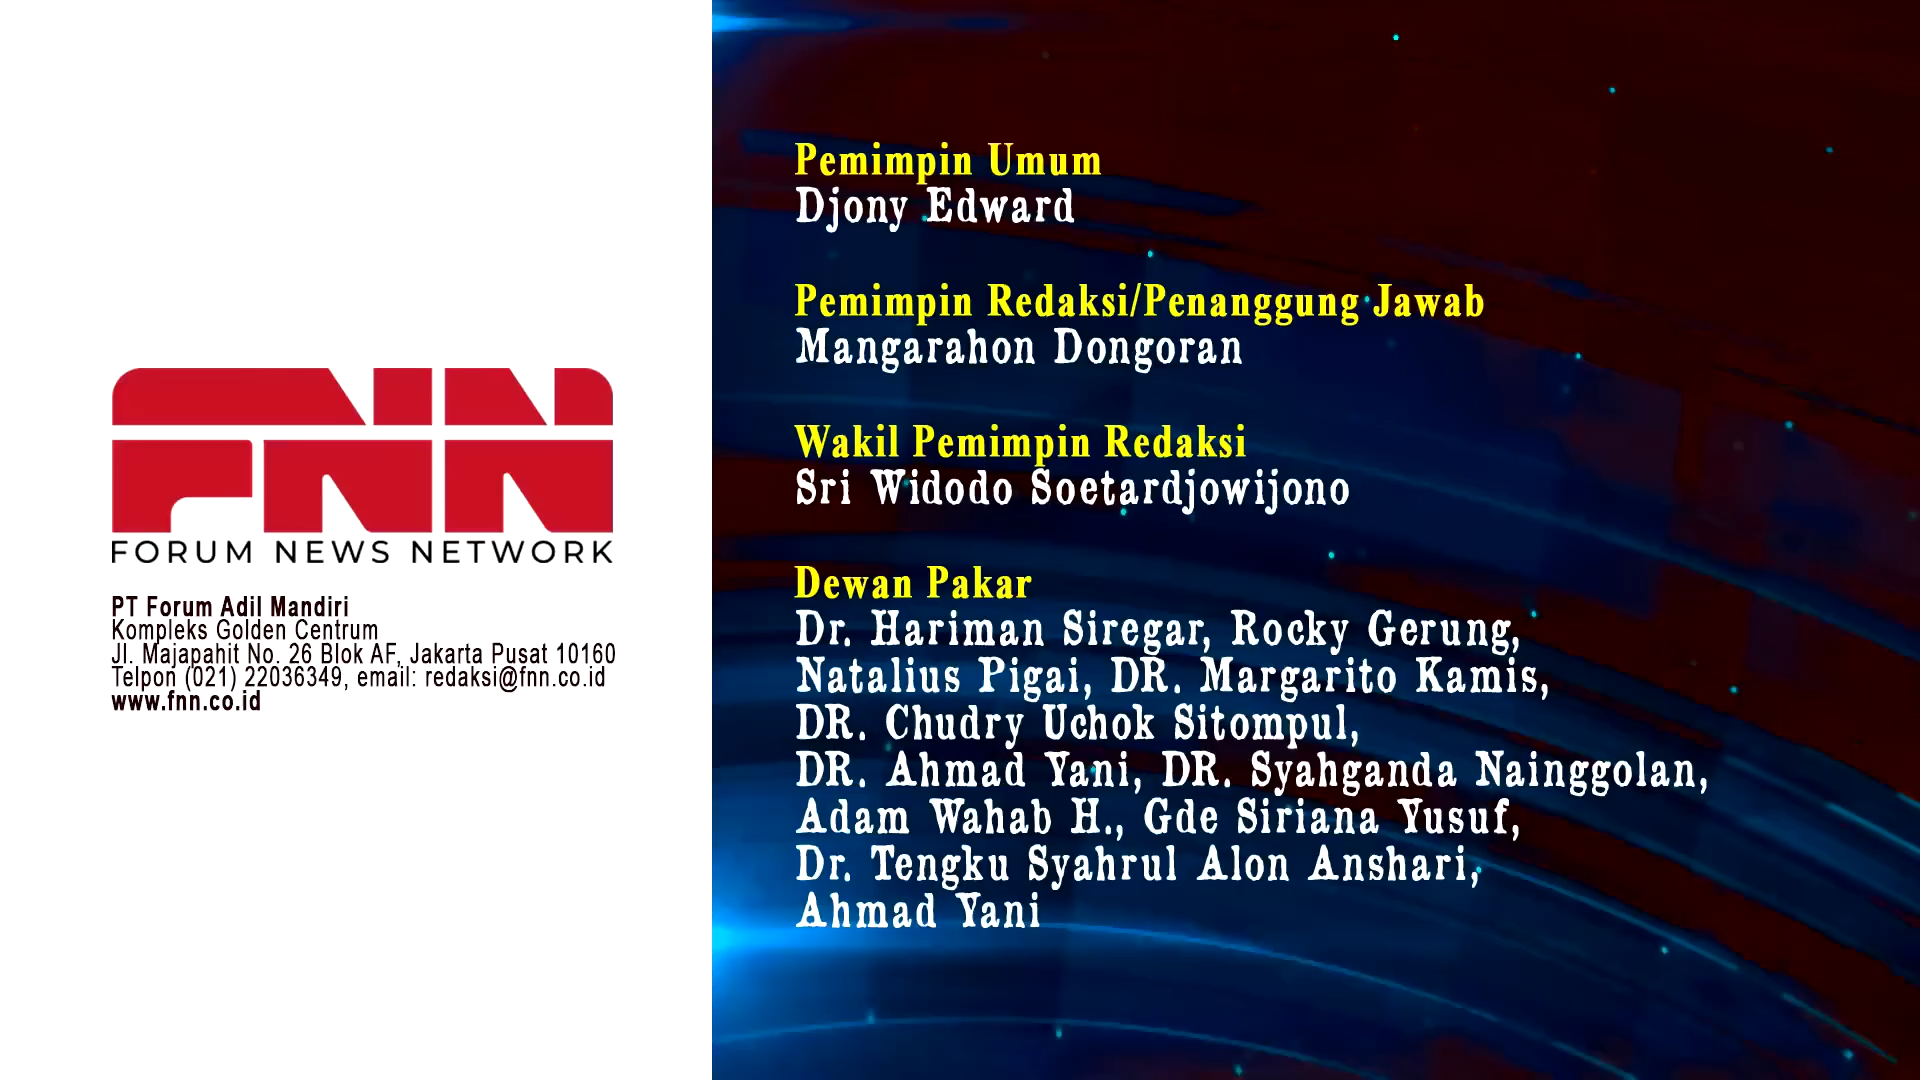 FNN
FORUM NEWS NETWORK
PT Forum Adil Mandiri
Kompleks Golden Centrum
Jl. Majapahit No. 26 Blok AF, Jakarta Pusat 10160
Telpon (021) 22036349, email: redaksi@fnn.co.id
www.fnn.co.id
Pemimpin Umum
Djony Edward
Pemimpin Redaksi/Penanggung Jawab
Mangarahon Dongoran
Wakil Pemimpin Redaksi
Sri Widodo Soetardjowijono
Dewan Pakar
Dr. Hariman Siregar, Rocky Gerung,
Natalius Pigai, DR. Margarito Kamis,
DR. Chudry Uchok Sitompul,
DR. Ahmad Yani, DR. Syahganda Nainggolan,
Adam Wahab H., Gde Siriana Yusuf,
Dr. Tengku Syahrul Alon Anshari,
Ahmad Yani